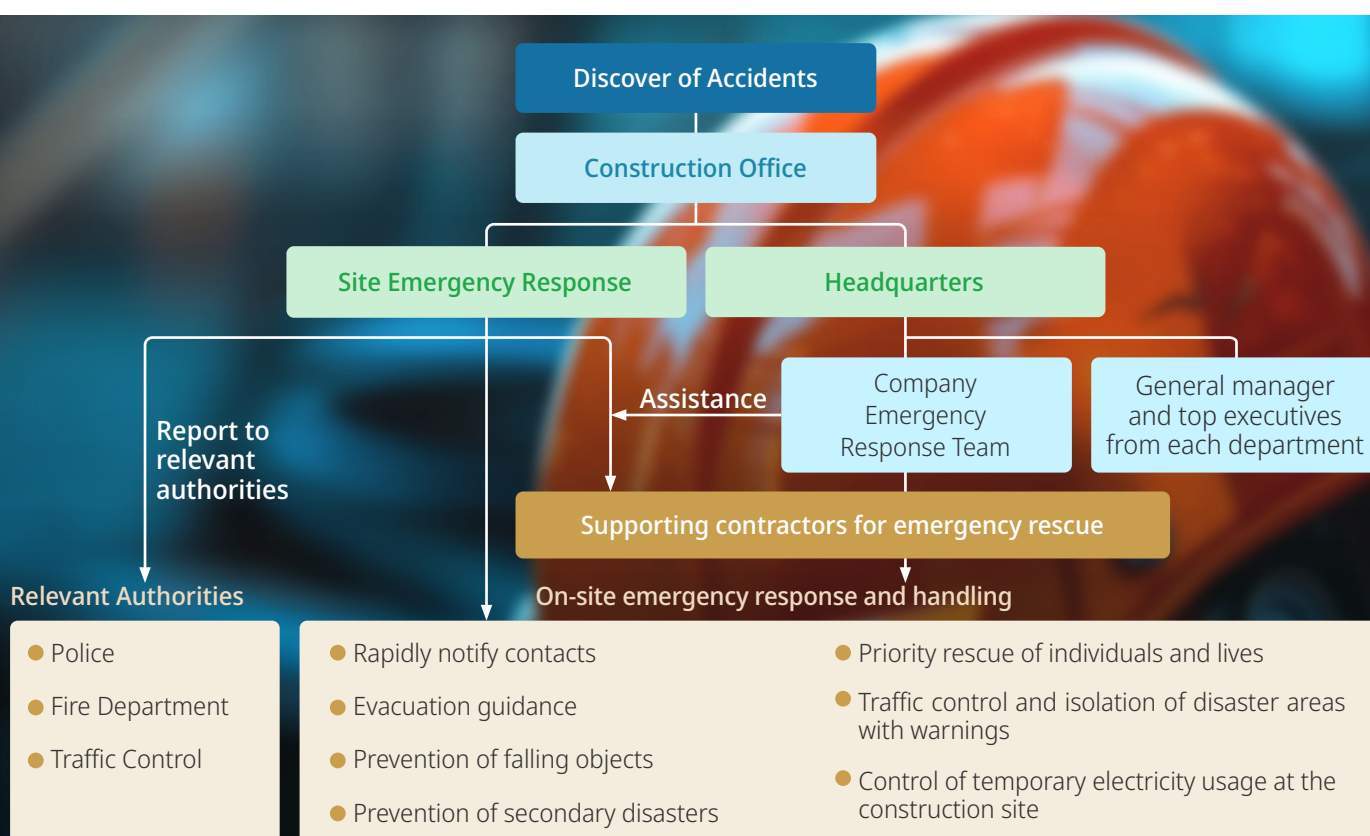 Discover of Accidents
Construction Office
Site Emergency Response
Headquarters
Company
Emergency
Response Team
General manager
and top executives
from each department
Assistance
Report to
relevant
authorities
Supporting contractors for emergency rescue
Relevant Authorities
Police
Fire Department
Traffic Control
On-site emergency response and handling
Rapidly notify contacts
Evacuation guidance
Prevention of falling objects
Prevention of secondary disasters
Priority rescue of individuals and lives
Traffic control and isolation of disaster areas
with warnings
Control of temporary electricity usage at the
construction site